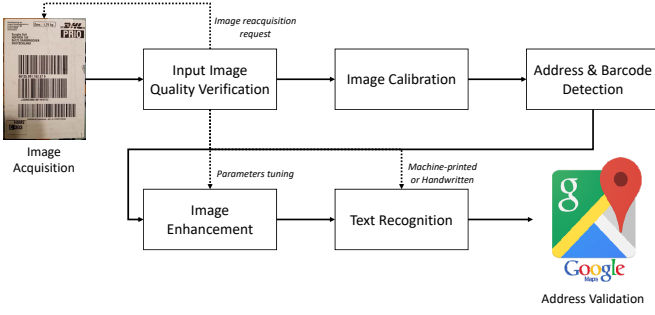 DHL
PRIO
Image reacquisition
request
Input Image
Quality Verification
Image Calibration
Address & Barcode
Detection
Image
Acquisition
Parameters tuning
Machine-printed
or Handwritten
Image
Enhancement
Text Recognition
g
Google
Maps
Address Validation